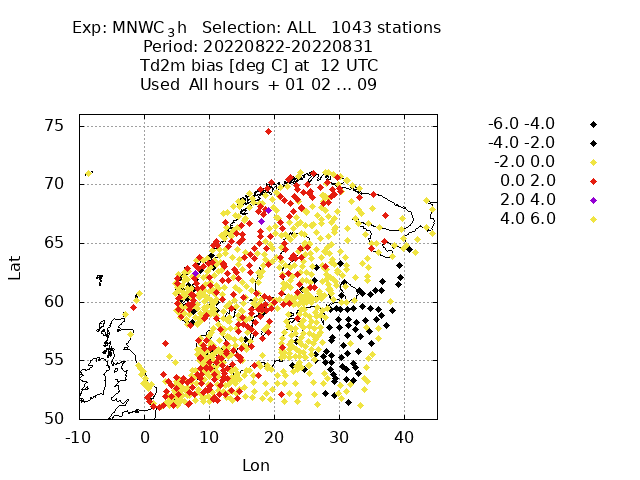 Exp: MNWC_3h   Selection: ALL   1043 stations
Period: 20220822-20220831
Td2m bias [deg C] at  12 UTC
Used  All hours  + 01 02 ... 09
-6.0 -4.0
-4.0 -2.0
-2.0 0.0
0.0 2.0
2.0 4.0
4.0 6.0
75
70
65
60
55
50
Lat
-10 0 10 20 30 40
Lon